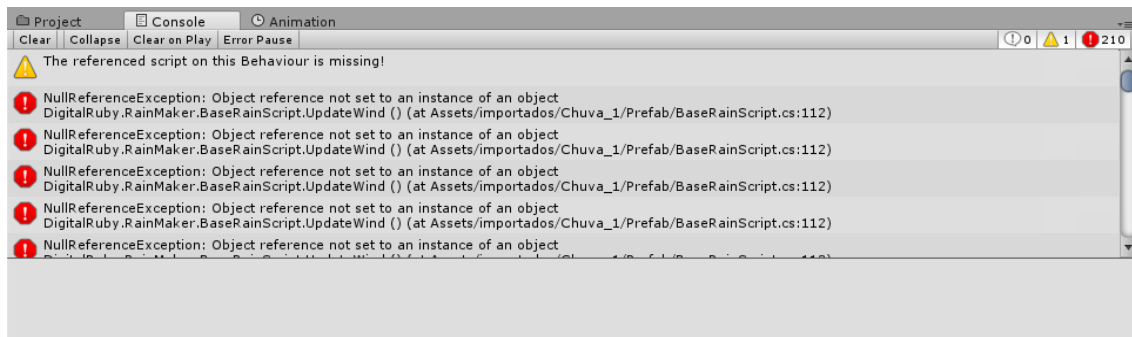 Project Console Animation
Clear Collapse Clear on Play Error Pause 0 1 210
The referenced script on this Behaviour is missing!
NullReferenceException: Object reference not set to an instance of an object
DigitalRuby.RainMaker.BaseRainScript.UpdateWind () (at Assets/importados/Chuva_1/Prefab/BaseRainScript.cs:112)
NullReferenceException: Object reference not set to an instance of an object
DigitalRuby.RainMaker.BaseRainScript.UpdateWind () (at Assets/importados/Chuva_1/Prefab/BaseRainScript.cs:112)
NullReferenceException: Object reference not set to an instance of an object
DigitalRuby.RainMaker.BaseRainScript.UpdateWind () (at Assets/importados/Chuva_1/Prefab/BaseRainScript.cs:112)
NullReferenceException: Object reference not set to an instance of an object
DigitalRuby.RainMaker.BaseRainScript.UpdateWind () (at Assets/importados/Chuva_1/Prefab/BaseRainScript.cs:112)
NullReferenceException: Object reference not set to an instance of an object